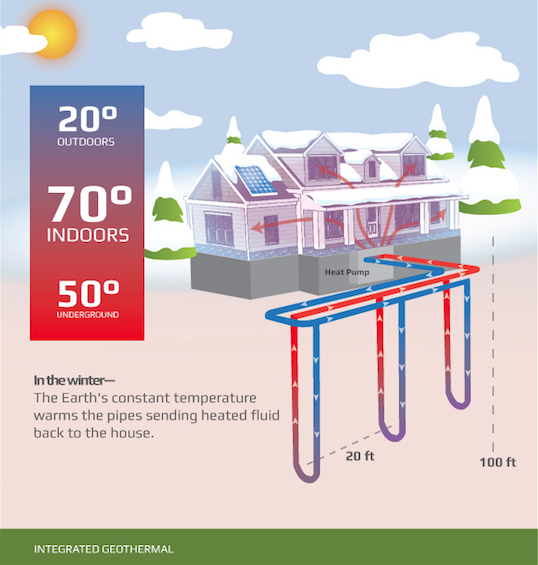 20º
OUTDOORS
70º
INDOORS
50º
UNDERGROUND
Heat Pump
In the winter—
The Earth's constant temperature
warms the pipes sending heated fluid
back to the house.
20 ft
100 ft
INTEGRATED GEOTHERMAL